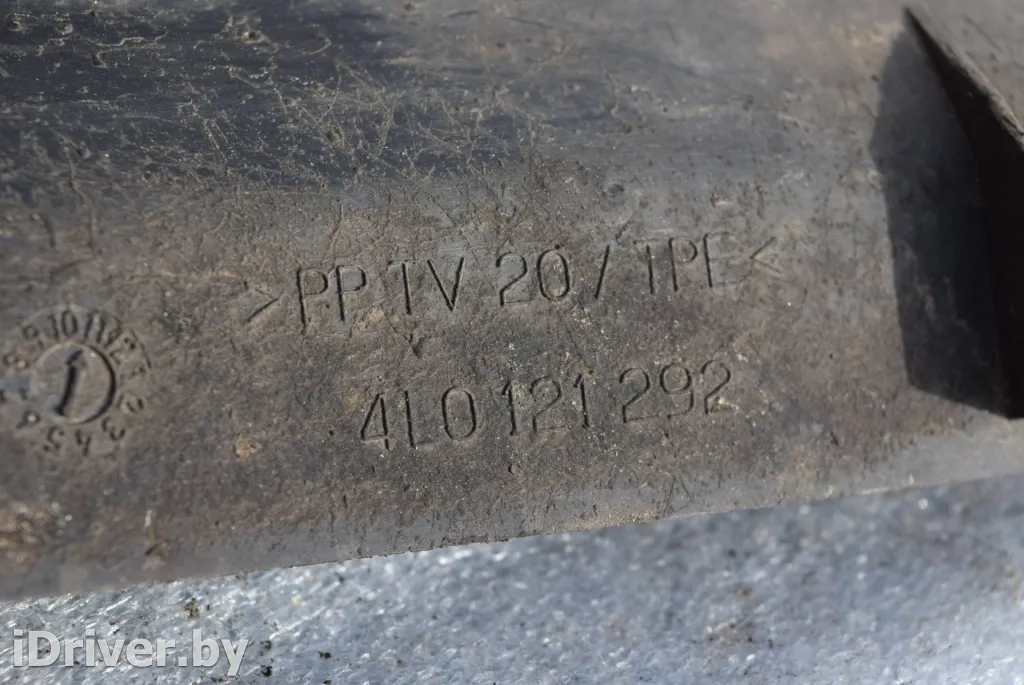 >PP TV 20 / TPE<
4L0 121 292
iDriver.by